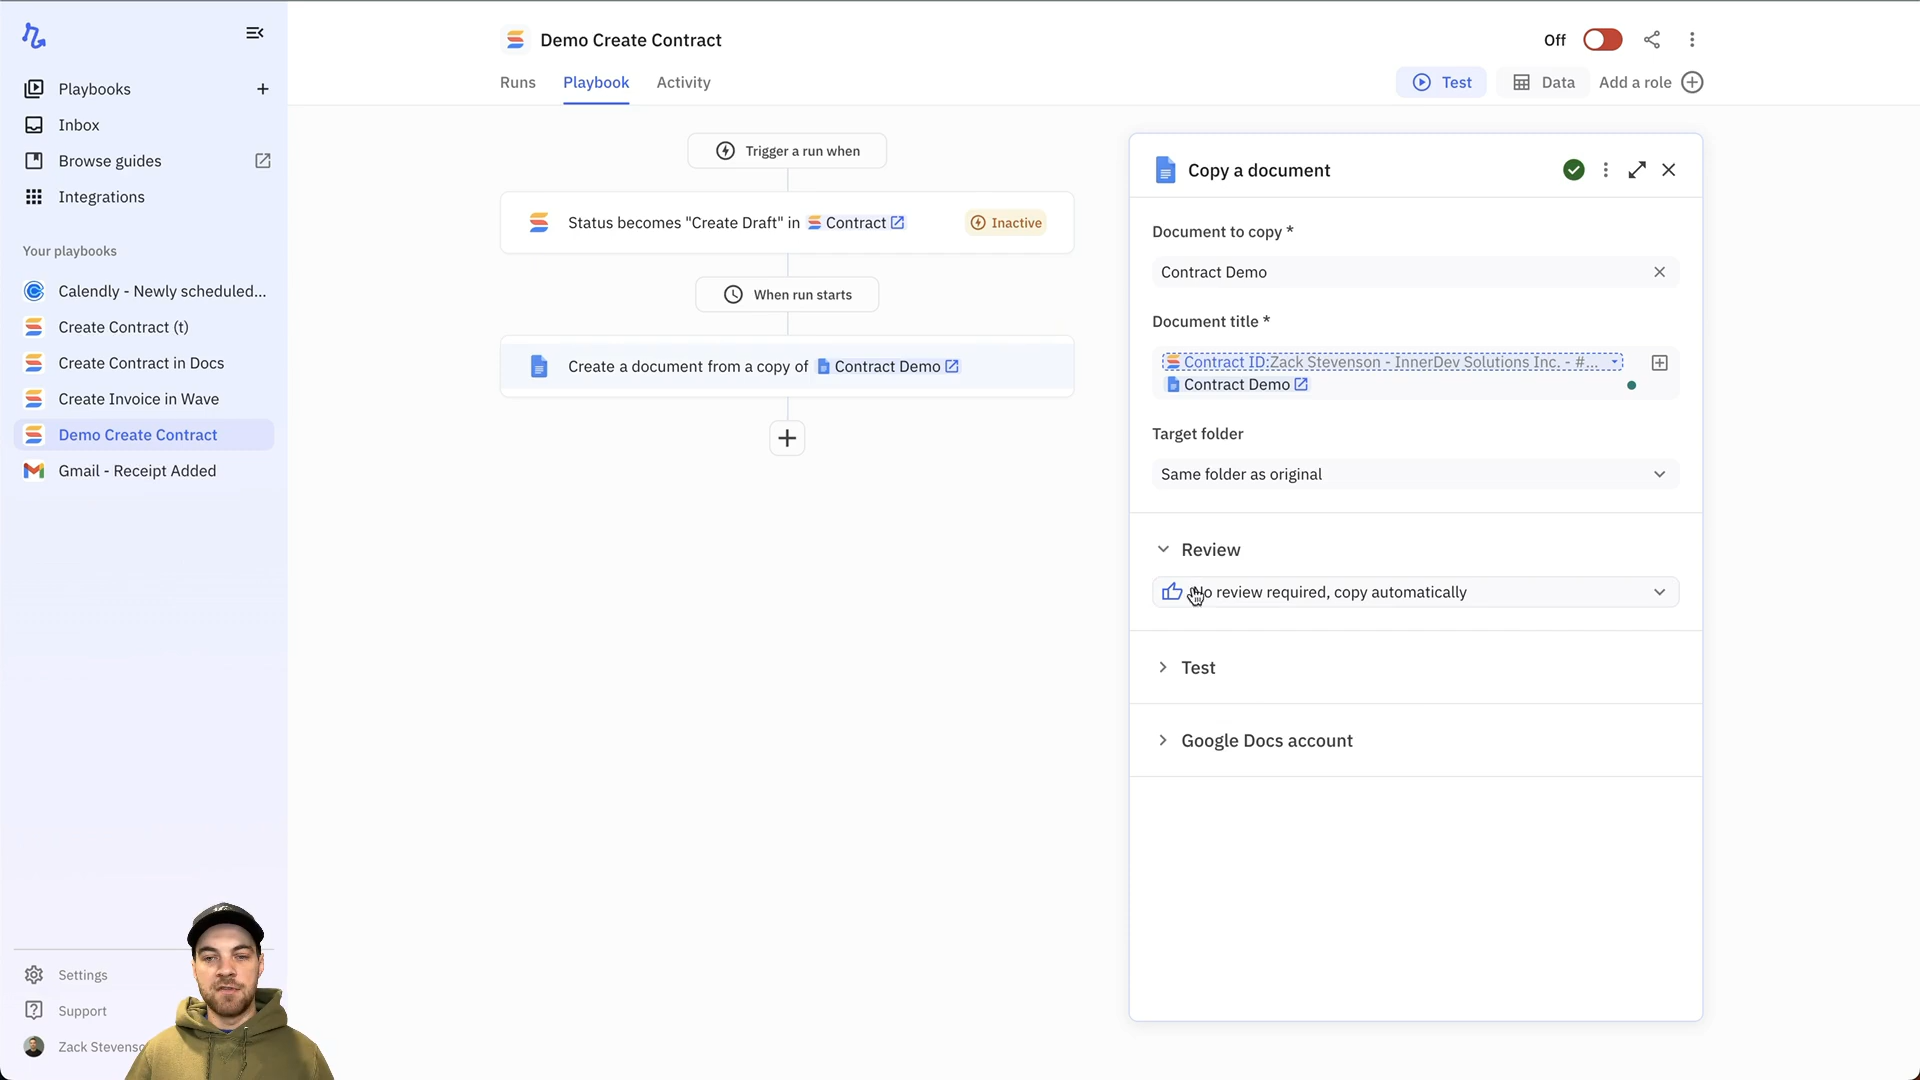 Playbooks
Inbox
Browse guides
Integrations
Your playbooks
Calendly - Newly scheduled...
Create Contract (t)
Create Contract in Docs
Create Invoice in Wave
Demo Create Contract
Gmail - Receipt Added
Settings
Support
Zack Stevenso
Demo Create Contract
Off
Runs
Playbook
Activity
Test
Data
Add a role
Trigger a run when
Status becomes "Create Draft" in Contract
Inactive
When run starts
Create a document from a copy of Contract Demo
Copy a document
Document to copy *
Contract Demo
Document title *
Contract ID:Zack Stevenson - InnerDev Solutions Inc. - #...
Contract Demo
Target folder
Same folder as original
Review
No review required, copy automatically
Test
Google Docs account